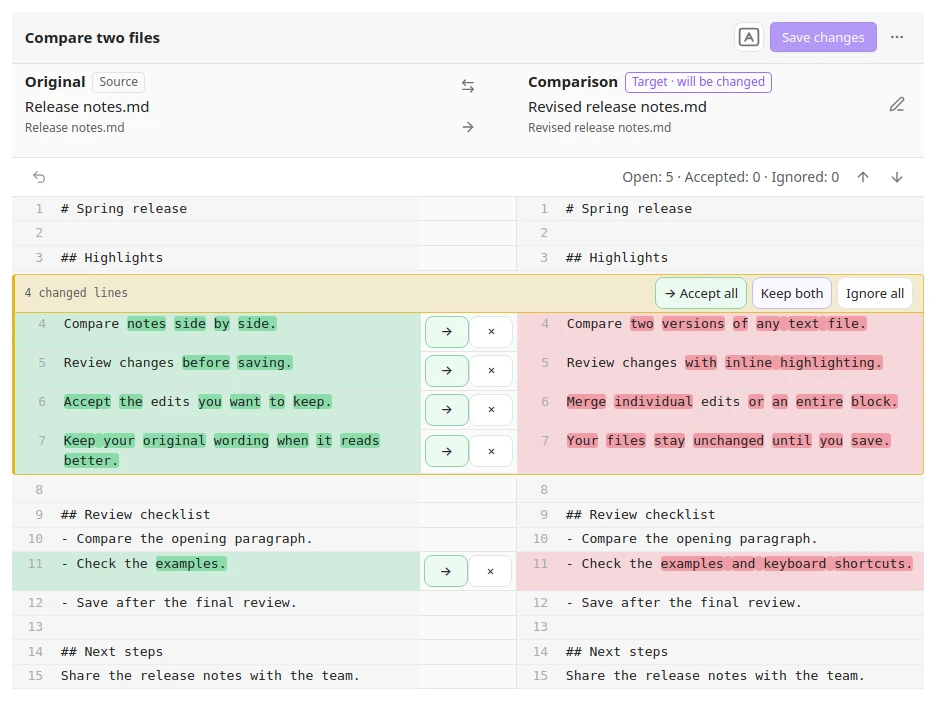 Compare two files
A
Save changes
Original Source
Comparison Target · will be changed
Release notes.md
Revised release notes.md
Release notes.md
Revised release notes.md
Open: 5 · Accepted: 0 · Ignored: 0
1 # Spring release
1 # Spring release
2
2
3 ## Highlights
3 ## Highlights
4 changed lines
→ Accept all Keep both Ignore all
4 Compare notes side by side.
→ ×
4 Compare two versions of any text file.
5 Review changes before saving.
→ ×
5 Review changes with inline highlighting.
6 Accept the edits you want to keep.
→ ×
6 Merge individual edits or an entire block.
7 Keep your original wording when it reads
better.
→ ×
7 Your files stay unchanged until you save.
8
8
9 ## Review checklist
9 ## Review checklist
10 - Compare the opening paragraph.
10 - Compare the opening paragraph.
11 - Check the examples.
→ ×
11 - Check the examples and keyboard shortcuts.
12 - Save after the final review.
12 - Save after the final review.
13
13
14 ## Next steps
14 ## Next steps
15 Share the release notes with the team.
15 Share the release notes with the team.